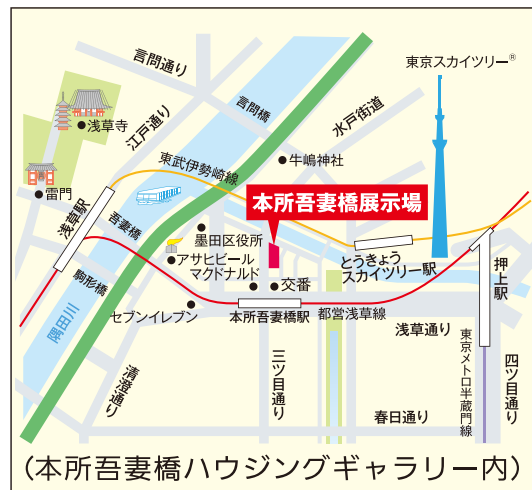 言問通り
東京スカイツリー®
江戸通り
言問橋
水戸街道
浅草寺
牛嶋神社
東武伊勢崎線
雷門
本所吾妻橋展示場
浅草駅
吾妻橋
墨田区役所
アサヒビール
マクドナルド
とうきょう
スカイツリー駅
押上駅
駒形橋
交番
セブンイレブン
本所吾妻橋駅
都営浅草線
浅草通り
隅田川
清澄通り
三ツ目通り
東京メトロ半蔵門線
四ツ目通り
春日通り
(本所吾妻橋ハウジングギャラリー内)